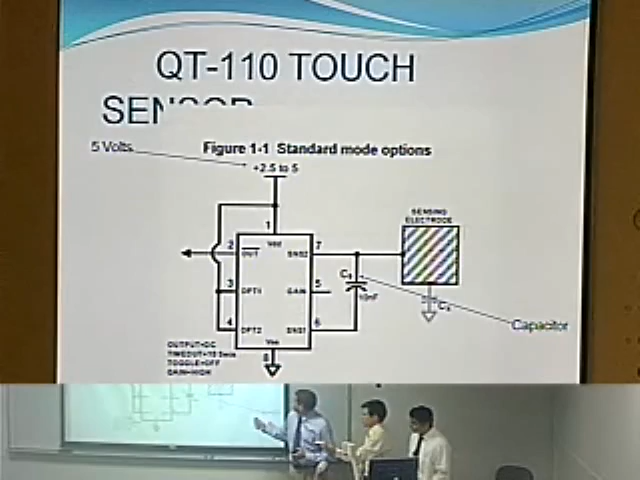 QT-110 TOUCH
SENSOR
Figure 1-1 Standard mode options
5 Volts
+2.5 to 5
SENSING
ELECTRODE
1
Vdd
2
OUT
SNS2
7
3
OPT1
GAIN
5
Cs
10nF
Cx
4
OPT2
SNS1
6
Capacitor
Vss
8
OUTPUT=DC
TIMEOUT=10 Secs
TOGGLE=OFF
GAIN=HIGH